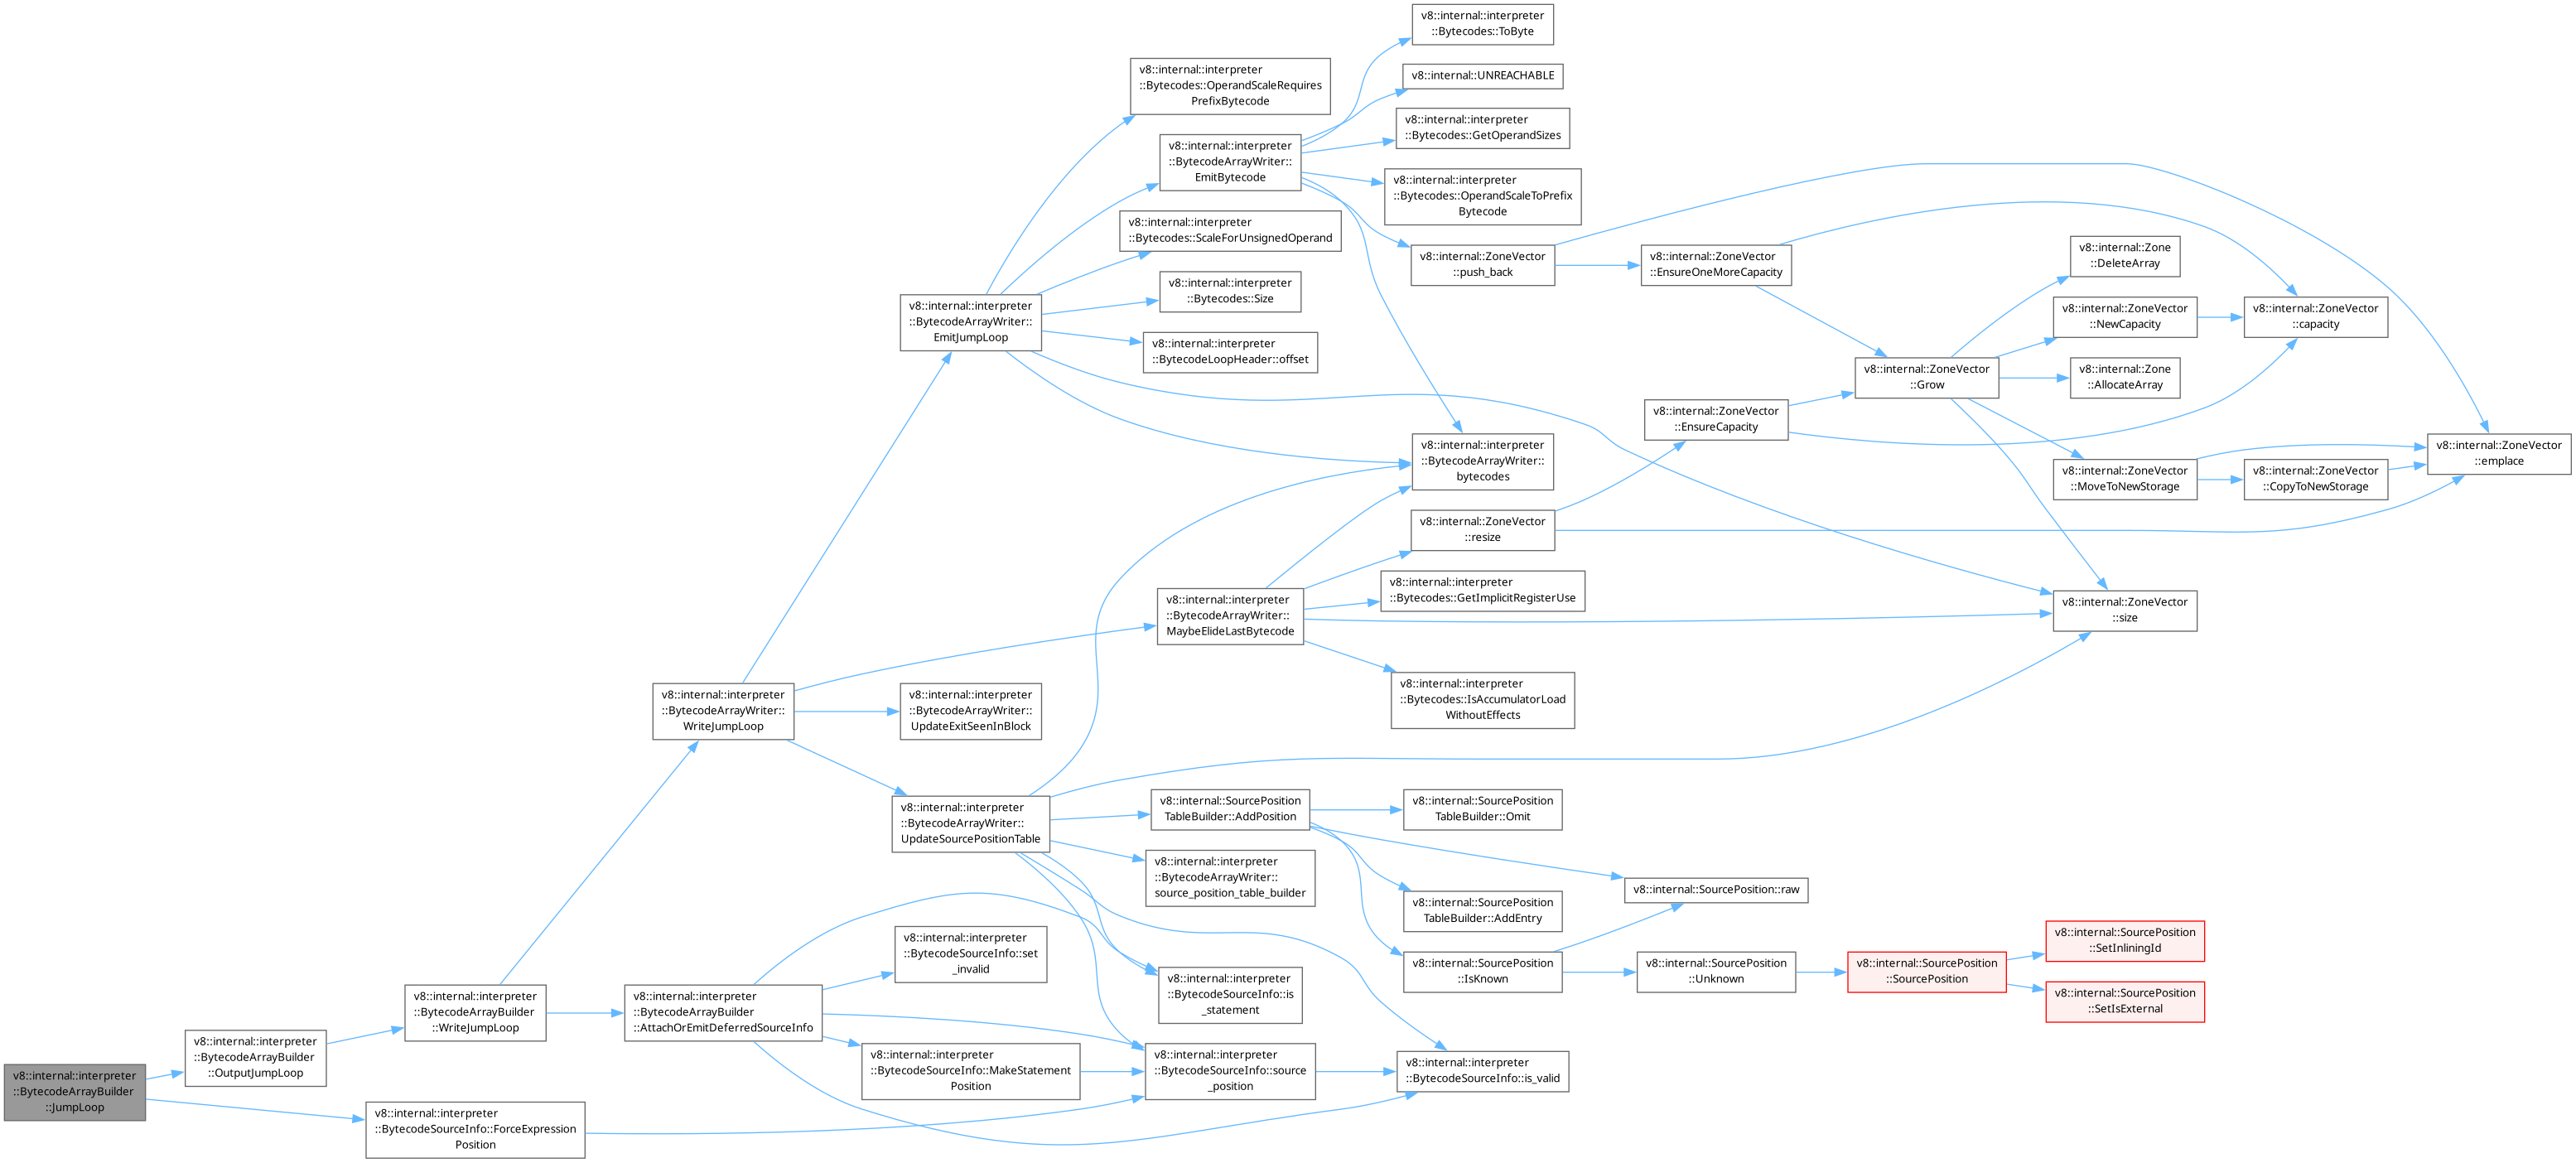 v8::internal::interpreter
::BytecodeArrayBuilder
::JumpLoop
v8::internal::interpreter
::BytecodeArrayBuilder
::OutputJumpLoop
v8::internal::interpreter
::BytecodeSourceInfo::ForceExpression
Position
v8::internal::interpreter
::BytecodeArrayBuilder
::WriteJumpLoop
v8::internal::interpreter
::BytecodeArrayBuilder
::AttachOrEmitDeferredSourceInfo
v8::internal::interpreter
::BytecodeArrayWriter::
WriteJumpLoop
v8::internal::interpreter
::BytecodeSourceInfo::set
_invalid
v8::internal::interpreter
::BytecodeSourceInfo::MakeStatement
Position
v8::internal::interpreter
::BytecodeArrayWriter::
EmitJumpLoop
v8::internal::interpreter
::BytecodeArrayWriter::
UpdateExitSeenInBlock
v8::internal::interpreter
::BytecodeArrayWriter::
UpdateSourcePositionTable
v8::internal::interpreter
::Bytecodes::OperandScaleRequires
PrefixBytecode
v8::internal::interpreter
::BytecodeArrayWriter::
EmitBytecode
v8::internal::interpreter
::Bytecodes::ScaleForUnsignedOperand
v8::internal::interpreter
::Bytecodes::Size
v8::internal::interpreter
::BytecodeLoopHeader::offset
v8::internal::interpreter
::BytecodeArrayWriter::
MaybeElideLastBytecode
v8::internal::SourcePosition
TableBuilder::AddPosition
v8::internal::interpreter
::BytecodeArrayWriter::
source_position_table_builder
v8::internal::interpreter
::BytecodeSourceInfo::is
_statement
v8::internal::interpreter
::BytecodeSourceInfo::source
_position
v8::internal::interpreter
::Bytecodes::ToByte
v8::internal::UNREACHABLE
v8::internal::interpreter
::Bytecodes::GetOperandSizes
v8::internal::interpreter
::Bytecodes::OperandScaleToPrefix
Bytecode
v8::internal::ZoneVector
::push_back
v8::internal::interpreter
::BytecodeArrayWriter::
bytecodes
v8::internal::ZoneVector
::resize
v8::internal::interpreter
::Bytecodes::GetImplicitRegisterUse
v8::internal::interpreter
::Bytecodes::IsAccumulatorLoad
WithoutEffects
v8::internal::SourcePosition
TableBuilder::Omit
v8::internal::SourcePosition
TableBuilder::AddEntry
v8::internal::SourcePosition
::IsKnown
v8::internal::interpreter
::BytecodeSourceInfo::is_valid
v8::internal::ZoneVector
::EnsureOneMoreCapacity
v8::internal::ZoneVector
::EnsureCapacity
v8::internal::SourcePosition::raw
v8::internal::SourcePosition
::Unknown
v8::internal::ZoneVector
::Grow
v8::internal::SourcePosition
::SourcePosition
v8::internal::Zone
::DeleteArray
v8::internal::ZoneVector
::NewCapacity
v8::internal::Zone
::AllocateArray
v8::internal::ZoneVector
::MoveToNewStorage
v8::internal::ZoneVector
::size
v8::internal::SourcePosition
::SetInliningId
v8::internal::SourcePosition
::SetIsExternal
v8::internal::ZoneVector
::capacity
v8::internal::ZoneVector
::CopyToNewStorage
v8::internal::ZoneVector
::emplace